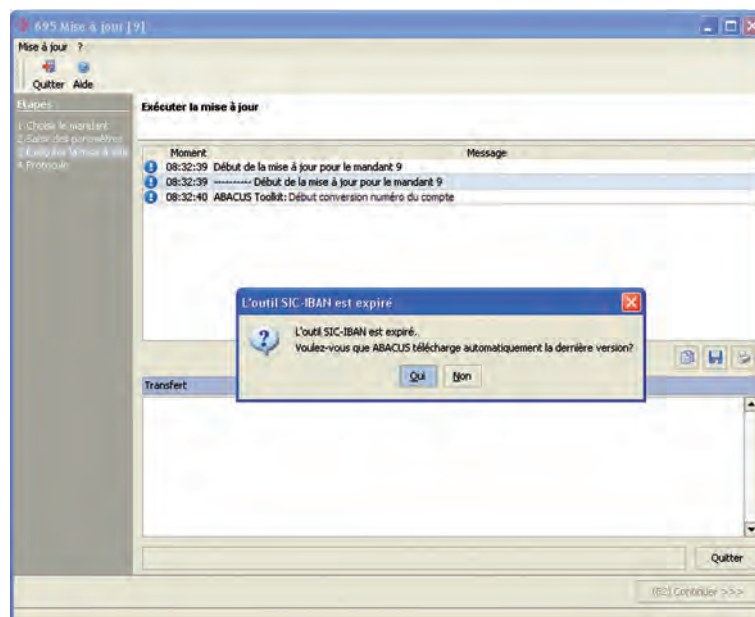 695 Mise à jour [9]
Mise à jour ?
Quitter Aide
Etapes
1 Choisir le mandant
2 Saisir des paramètres
3 Exécuter la mise à jour
4 Protocole
Exécuter la mise à jour
Moment Message
08:32:39 Début de la mise à jour pour le mandant 9
08:32:39 ---------- Début de la mise à jour pour le mandant 9
08:32:40 ABACUS Toolkit: Début conversion numéro du compte
L'outil SIC-IBAN est expiré
L'outil SIC-IBAN est expiré.
Voulez-vous que ABACUS télécharge automatiquement la dernière version?
Oui Non
Transfert
Quitter
Continuer >>>